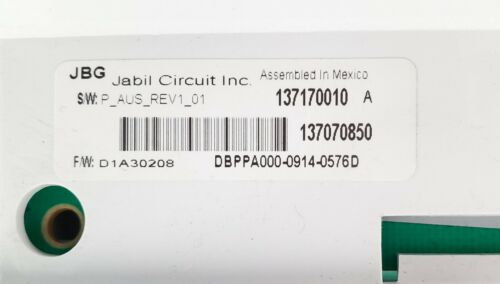 JBG Jabil Circuit Inc. Assembled In Mexico
S/W: P_AUS_REV1_01 137170010 A
137070850
F/W: D1A30208 DBPPA000-0914-0576D